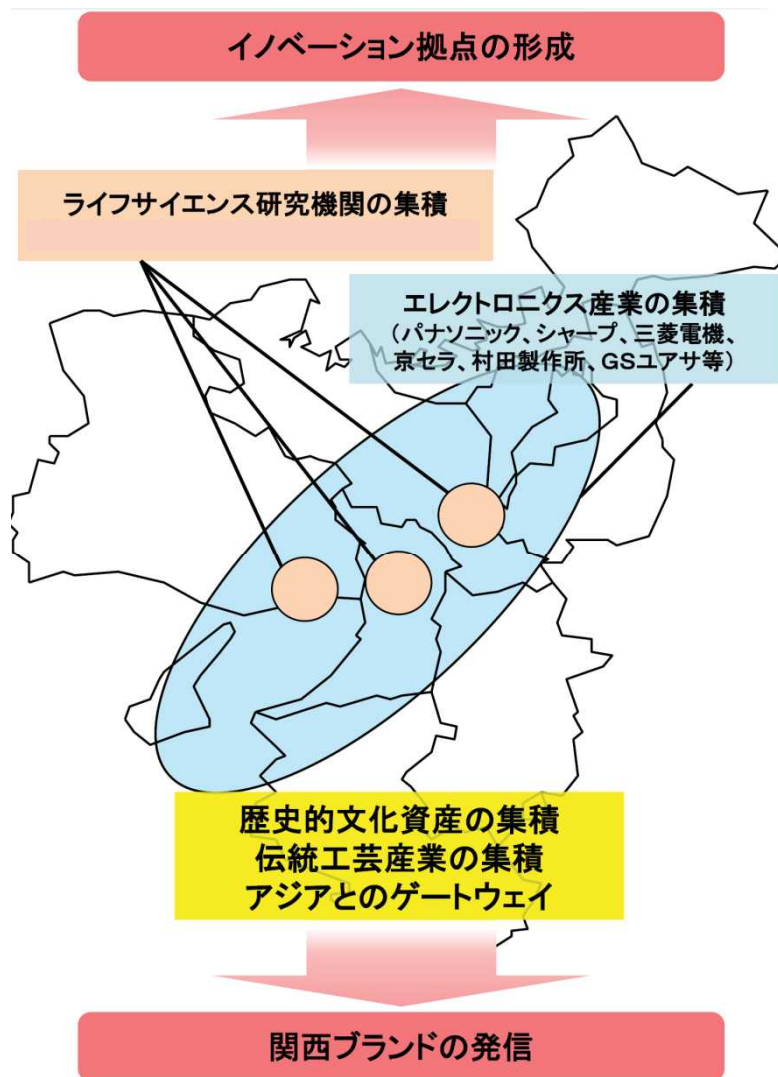 イノベーション拠点の形成
ライフサイエンス研究機関の集積
エレクトロニクス産業の集積
(パナソニック、シャープ、三菱電機、
京セラ、村田製作所、GSユアサ等)
歴史的文化資産の集積
伝統工芸産業の集積
アジアとのゲートウェイ
関西ブランドの発信